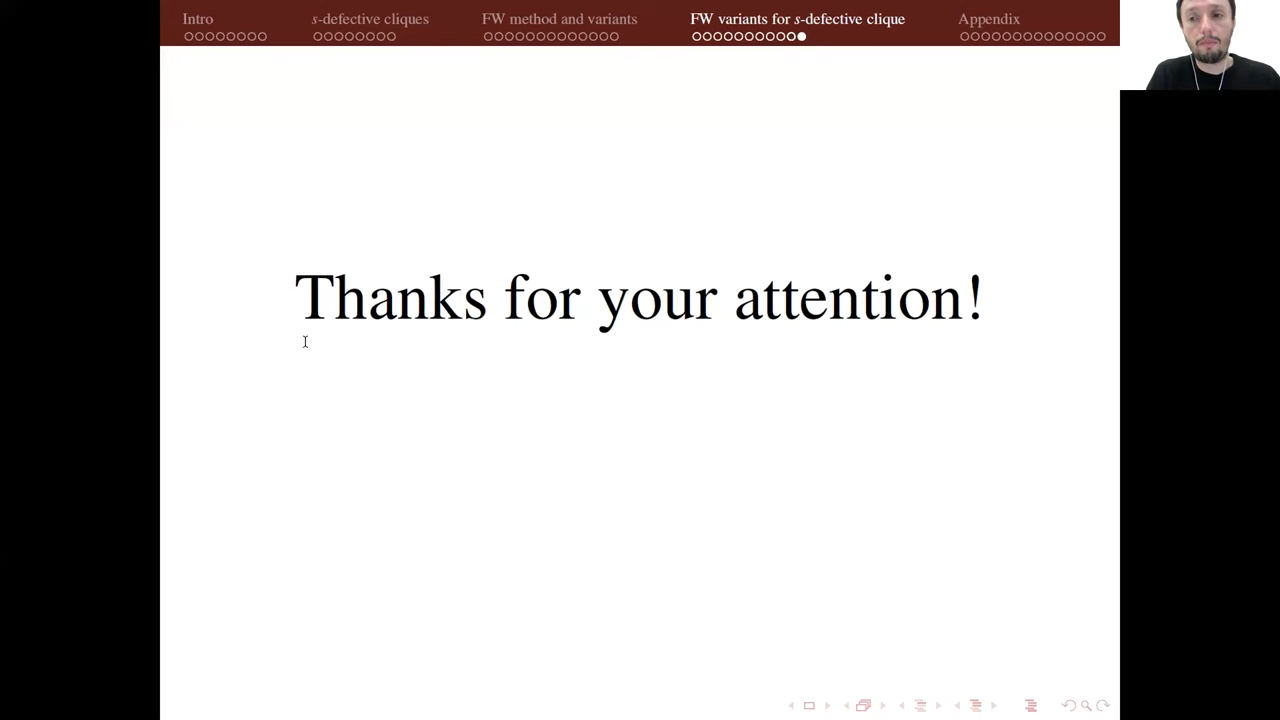 Intro
s-defective cliques
FW method and variants
FW variants for s-defective clique
Appendix
Thanks for your attention!